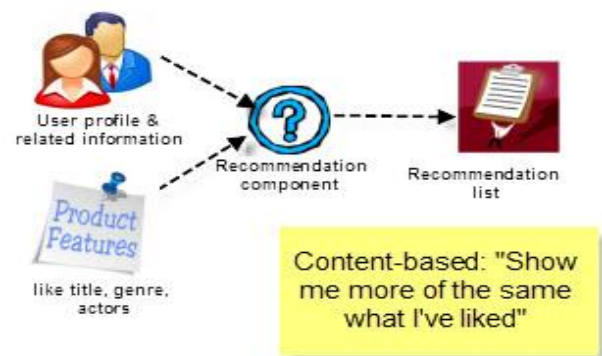 User profile &
related information
Recommendation
component
Recommendation
list
Product
Features
like title, genre,
actors
Content-based: "Show
me more of the same
what I've liked"